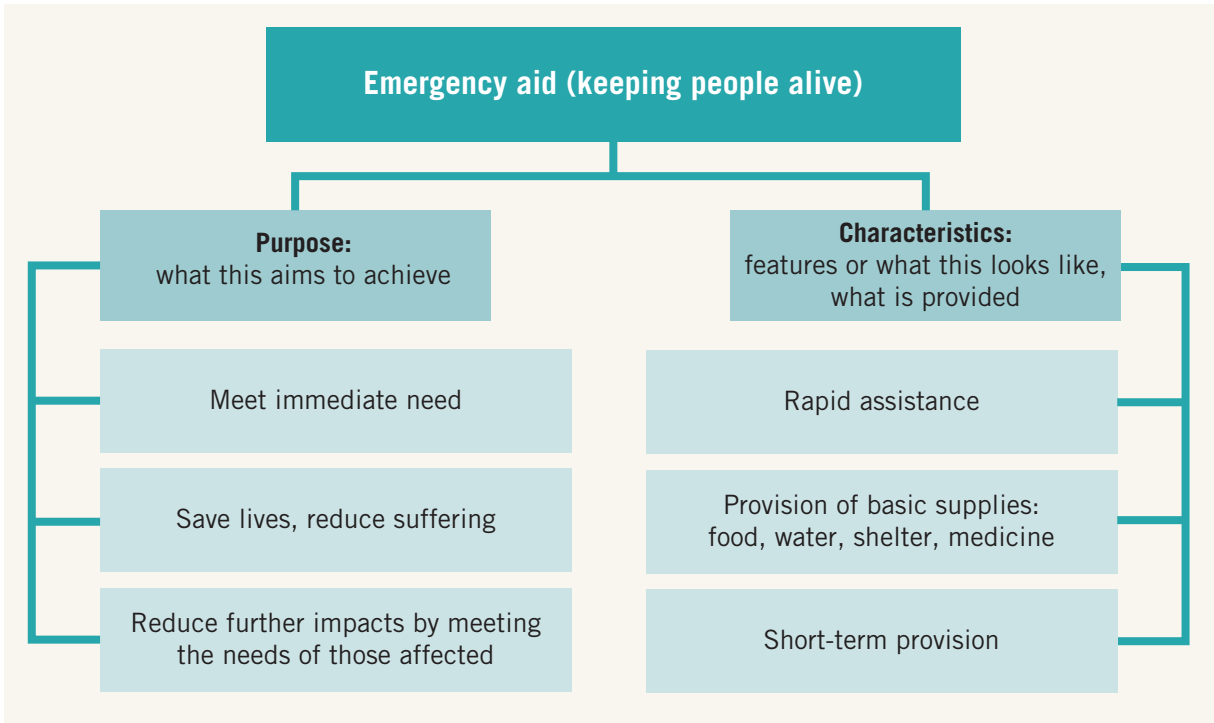 Emergency aid (keeping people alive)
Purpose:
what this aims to achieve
Meet immediate need
Save lives, reduce suffering
Reduce further impacts by meeting
the needs of those affected
Characteristics:
features or what this looks like,
what is provided
Rapid assistance
Provision of basic supplies:
food, water, shelter, medicine
Short-term provision